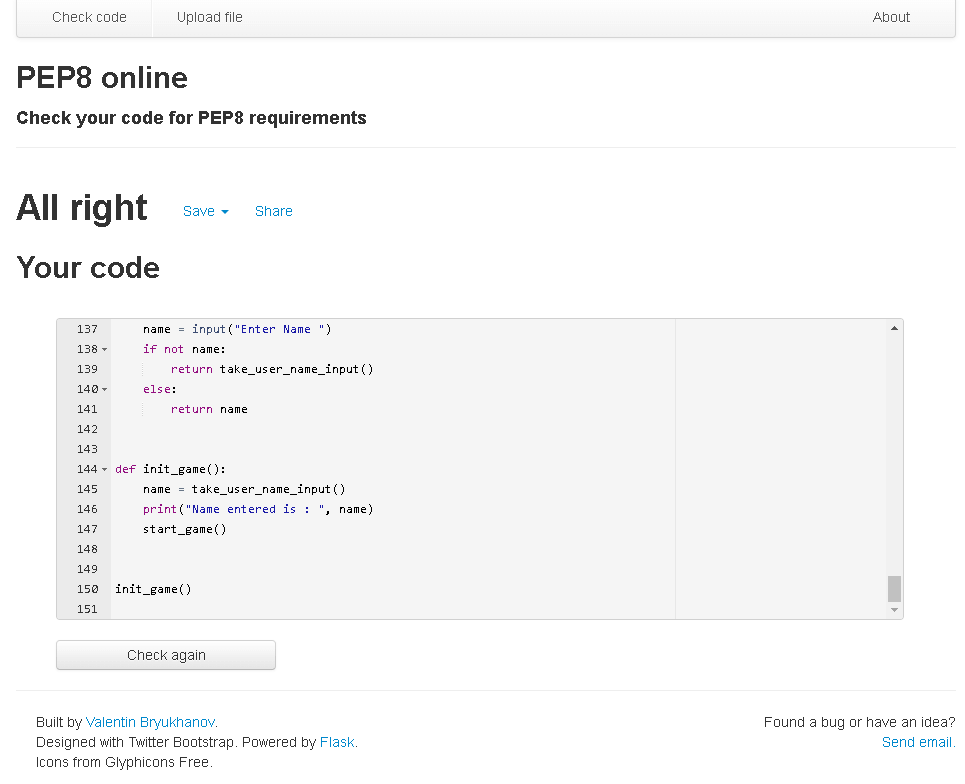 Check code Upload file About
PEP8 online
Check your code for PEP8 requirements
All right Save Share
Your code
137 name = input("Enter Name ")
138 if not name:
139 return take_user_name_input()
140 else:
141 return name
142
143
144 def init_game():
145 name = take_user_name_input()
146 print("Name entered is : ", name)
147 start_game()
148
149
150 init_game()
151
Check again
Built by Valentin Bryukhanov. Found a bug or have an idea?
Designed with Twitter Bootstrap. Powered by Flask. Send email.
Icons from Glyphicons Free.